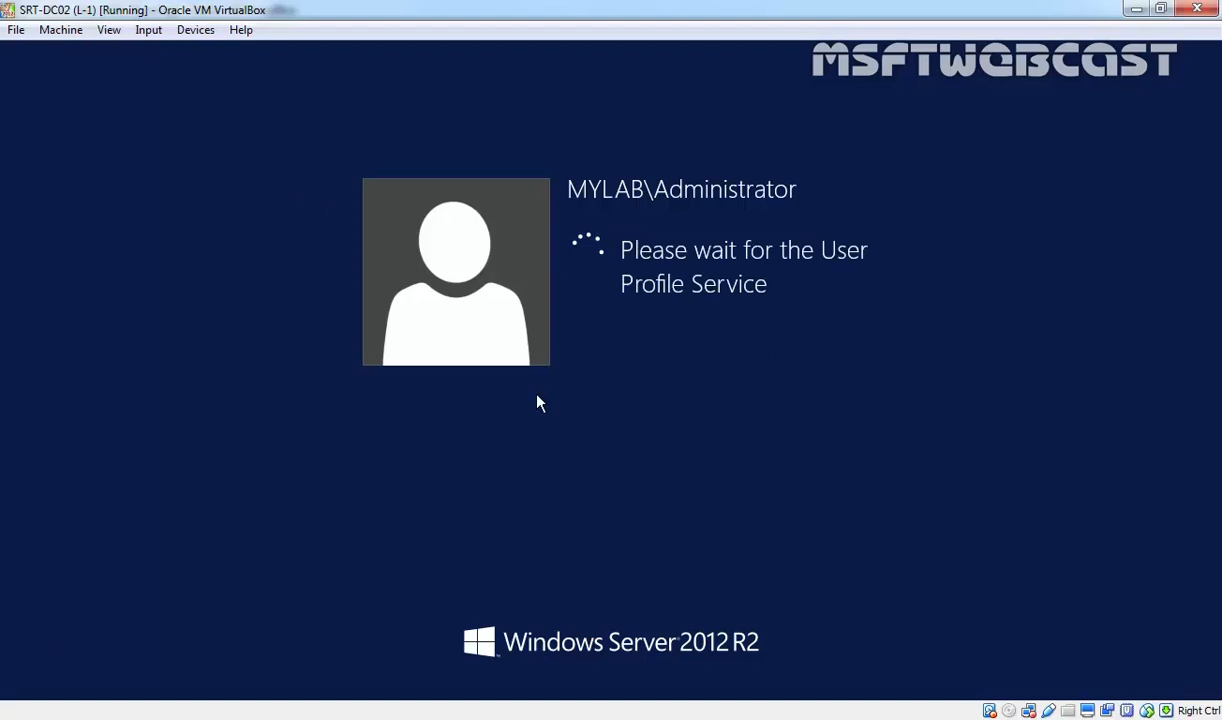 SRT-DC02 (L-1) [Running] - Oracle VM VirtualBox
File Machine View Input Devices Help
MSFTWEBCAST
MYLAB\Administrator
Please wait for the User
Profile Service
Windows Server 2012 R2
Right Ctrl